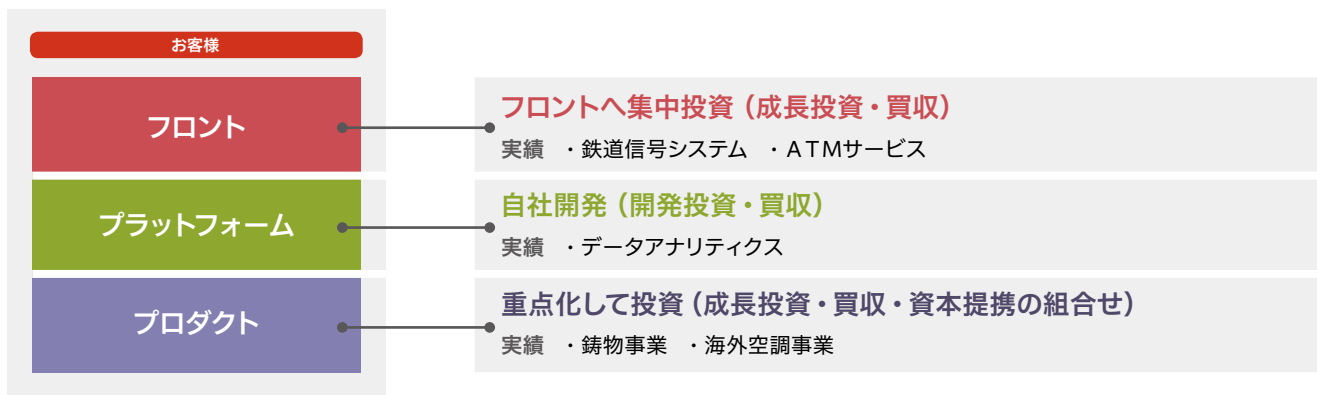 お客様
フロント
フロントへ集中投資（成長投資・買収）
実績 ・鉄道信号システム ・ATMサービス
プラットフォーム
自社開発（開発投資・買収）
実績 ・データアナリティクス
プロダクト
重点化して投資（成長投資・買収・資本提携の組合せ）
実績 ・鋳物事業 ・海外空調事業